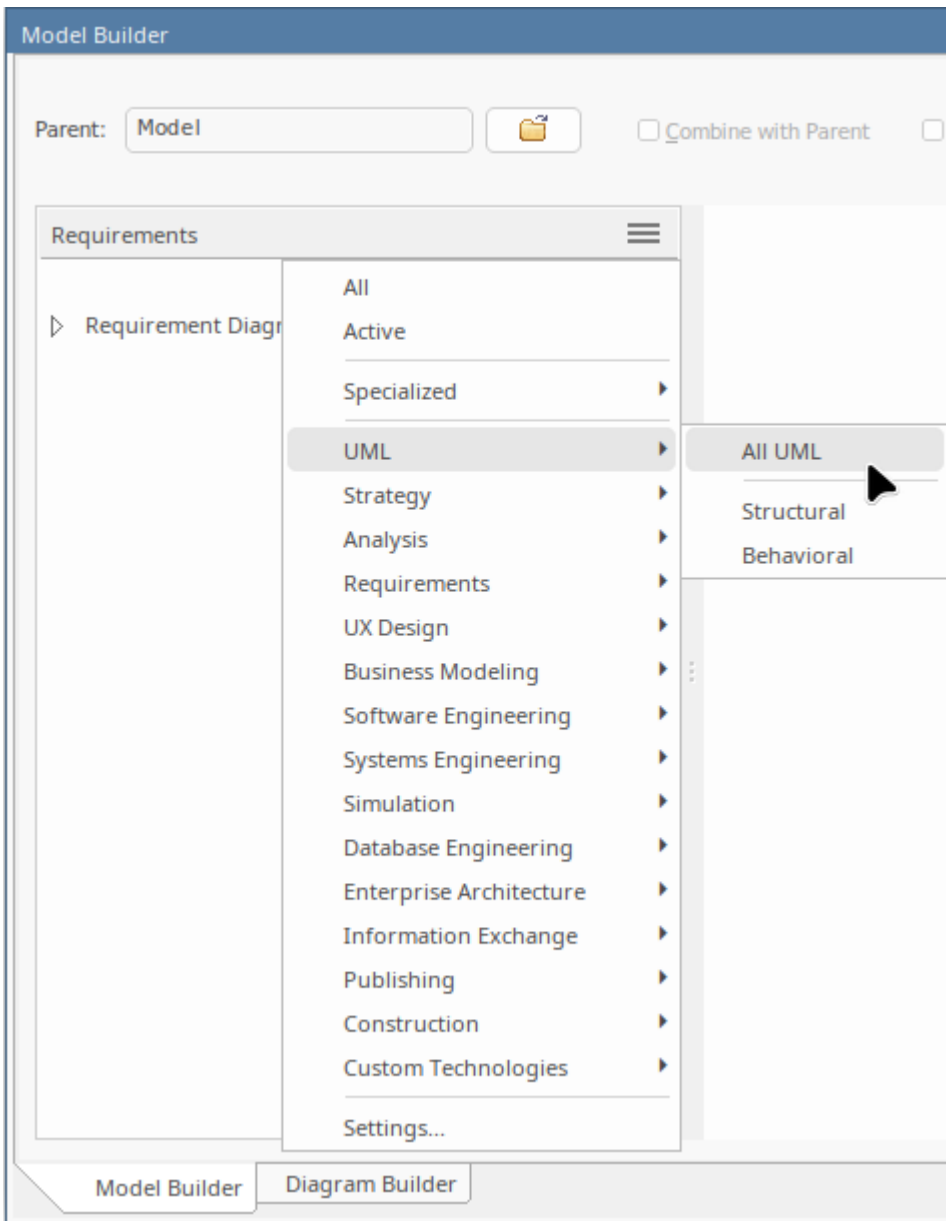 Model Builder
Parent: Model Combine with Parent
Requirements
All
Requirement Diagr
Active
Specialized
UML All UML
Strategy
Structural
Analysis
Behavioral
Requirements
UX Design
Business Modeling
Software Engineering
Systems Engineering
Simulation
Database Engineering
Enterprise Architecture
Information Exchange
Publishing
Construction
Custom Technologies
Settings...
Model Builder Diagram Builder